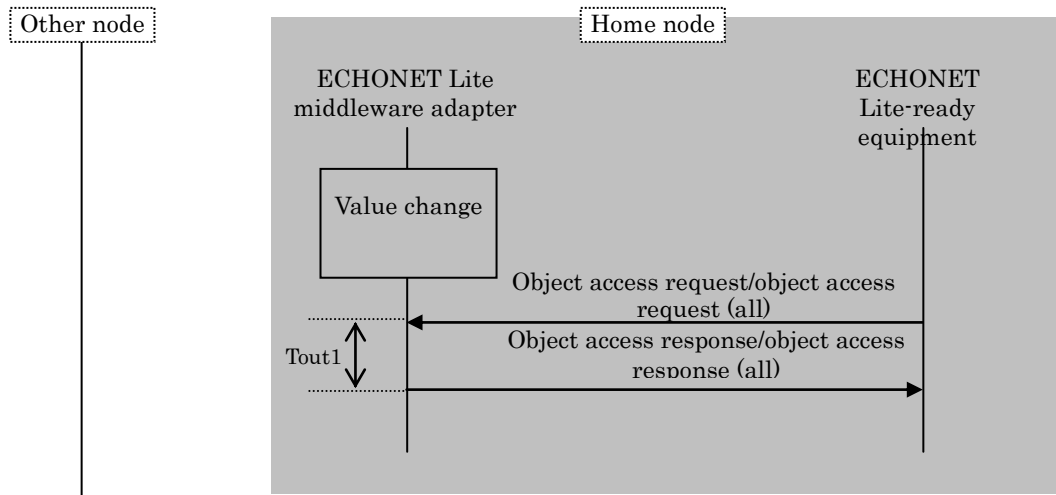 Other node
Home node
ECHONET Lite
middleware adapter
ECHONET
Lite-ready
equipment
Value change
Object access request/object access
request (all)
Tout1
Object access response/object access
response (all)